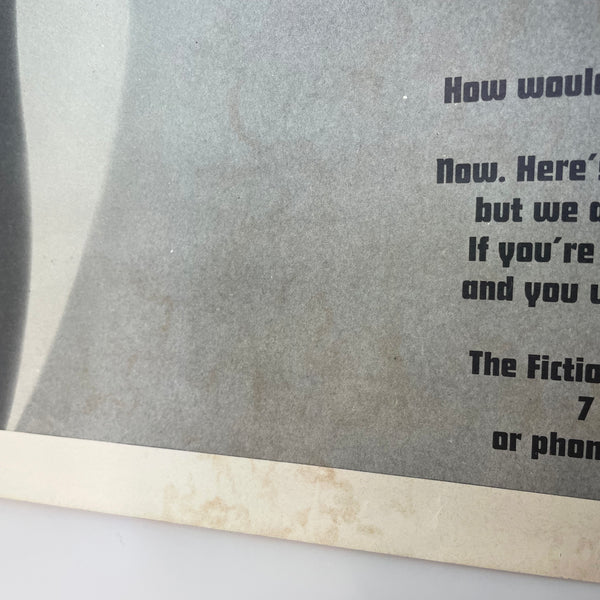 How would
Now. Here's
but we
If you're
and you
The Fictio
7
or phon